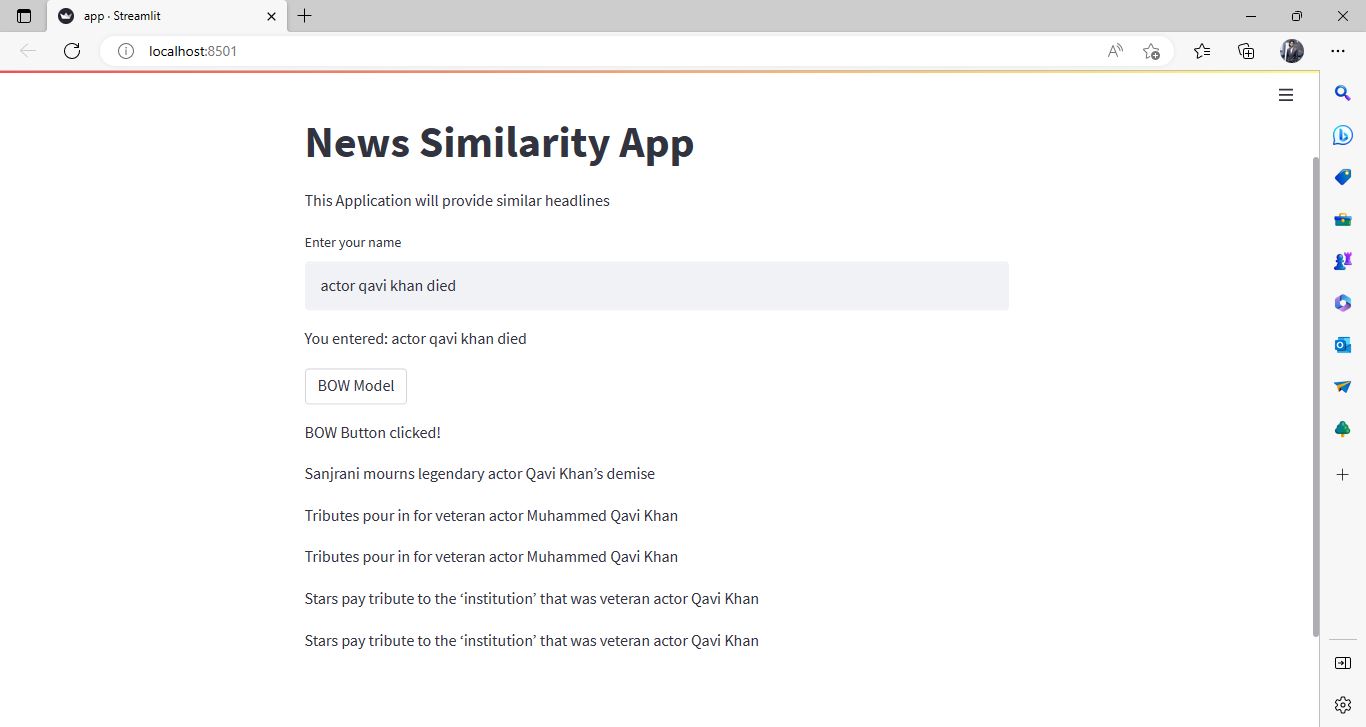 app · Streamlit
localhost:8501
News Similarity App
This Application will provide similar headlines
Enter your name
actor qavi khan died
You entered: actor qavi khan died
BOW Model
BOW Button clicked!
Sanjrani mourns legendary actor Qavi Khan’s demise
Tributes pour in for veteran actor Muhammed Qavi Khan
Tributes pour in for veteran actor Muhammed Qavi Khan
Stars pay tribute to the ‘institution’ that was veteran actor Qavi Khan
Stars pay tribute to the ‘institution’ that was veteran actor Qavi Khan